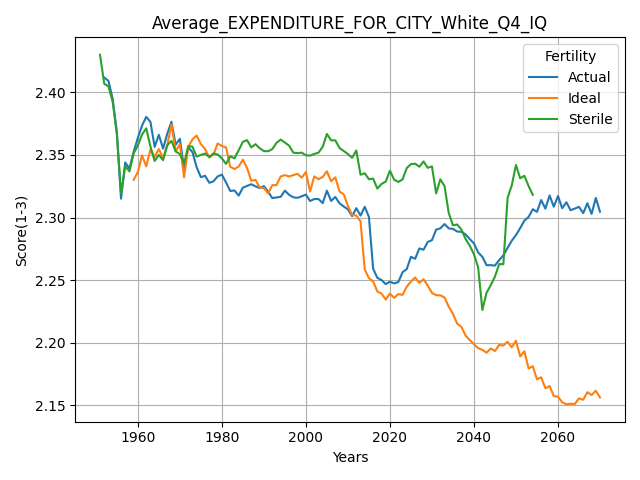 Average_EXPENDITURE_FOR_CITY_White_Q4_IQ
Fertility
Actual
Ideal
Sterile
Score(1-3)
2.40
2.35
2.30
2.25
2.20
2.15
1960 1980 2000 2020 2040 2060
Years